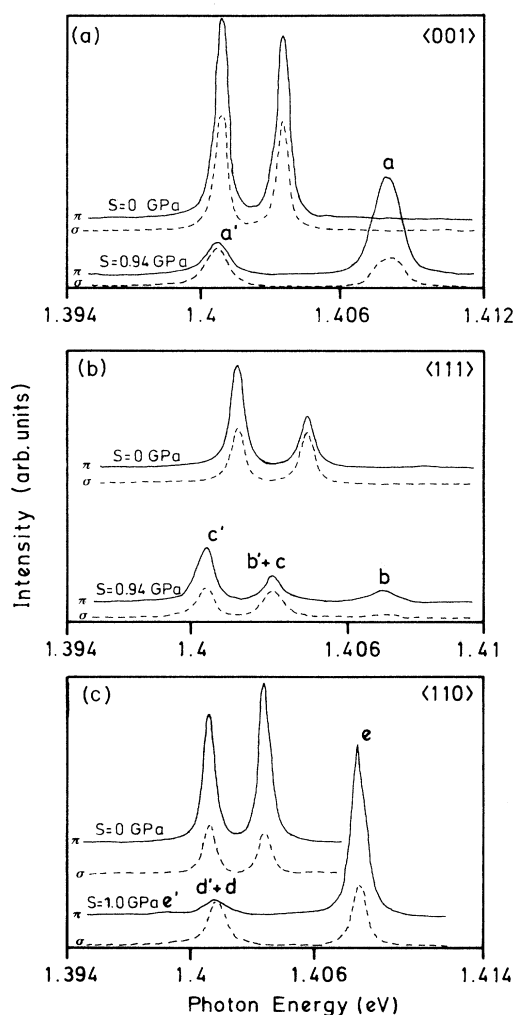 (a) ⟨001⟩
a
S=0 GPa
π
σ
a'
S=0.94 GPa
π
σ
1.394 1.4 1.406 1.412
(b) ⟨111⟩
S=0 GPa
π
σ
c' b'+c b
S=0.94 GPa
π
σ
1.394 1.4 1.406 1.41
(c) ⟨110⟩
e
S=0 GPa
π
σ
d'+d
S=1.0 GPa e'
π
σ
1.394 1.4 1.406 1.414
Photon Energy (eV)
Intensity (arb. units)